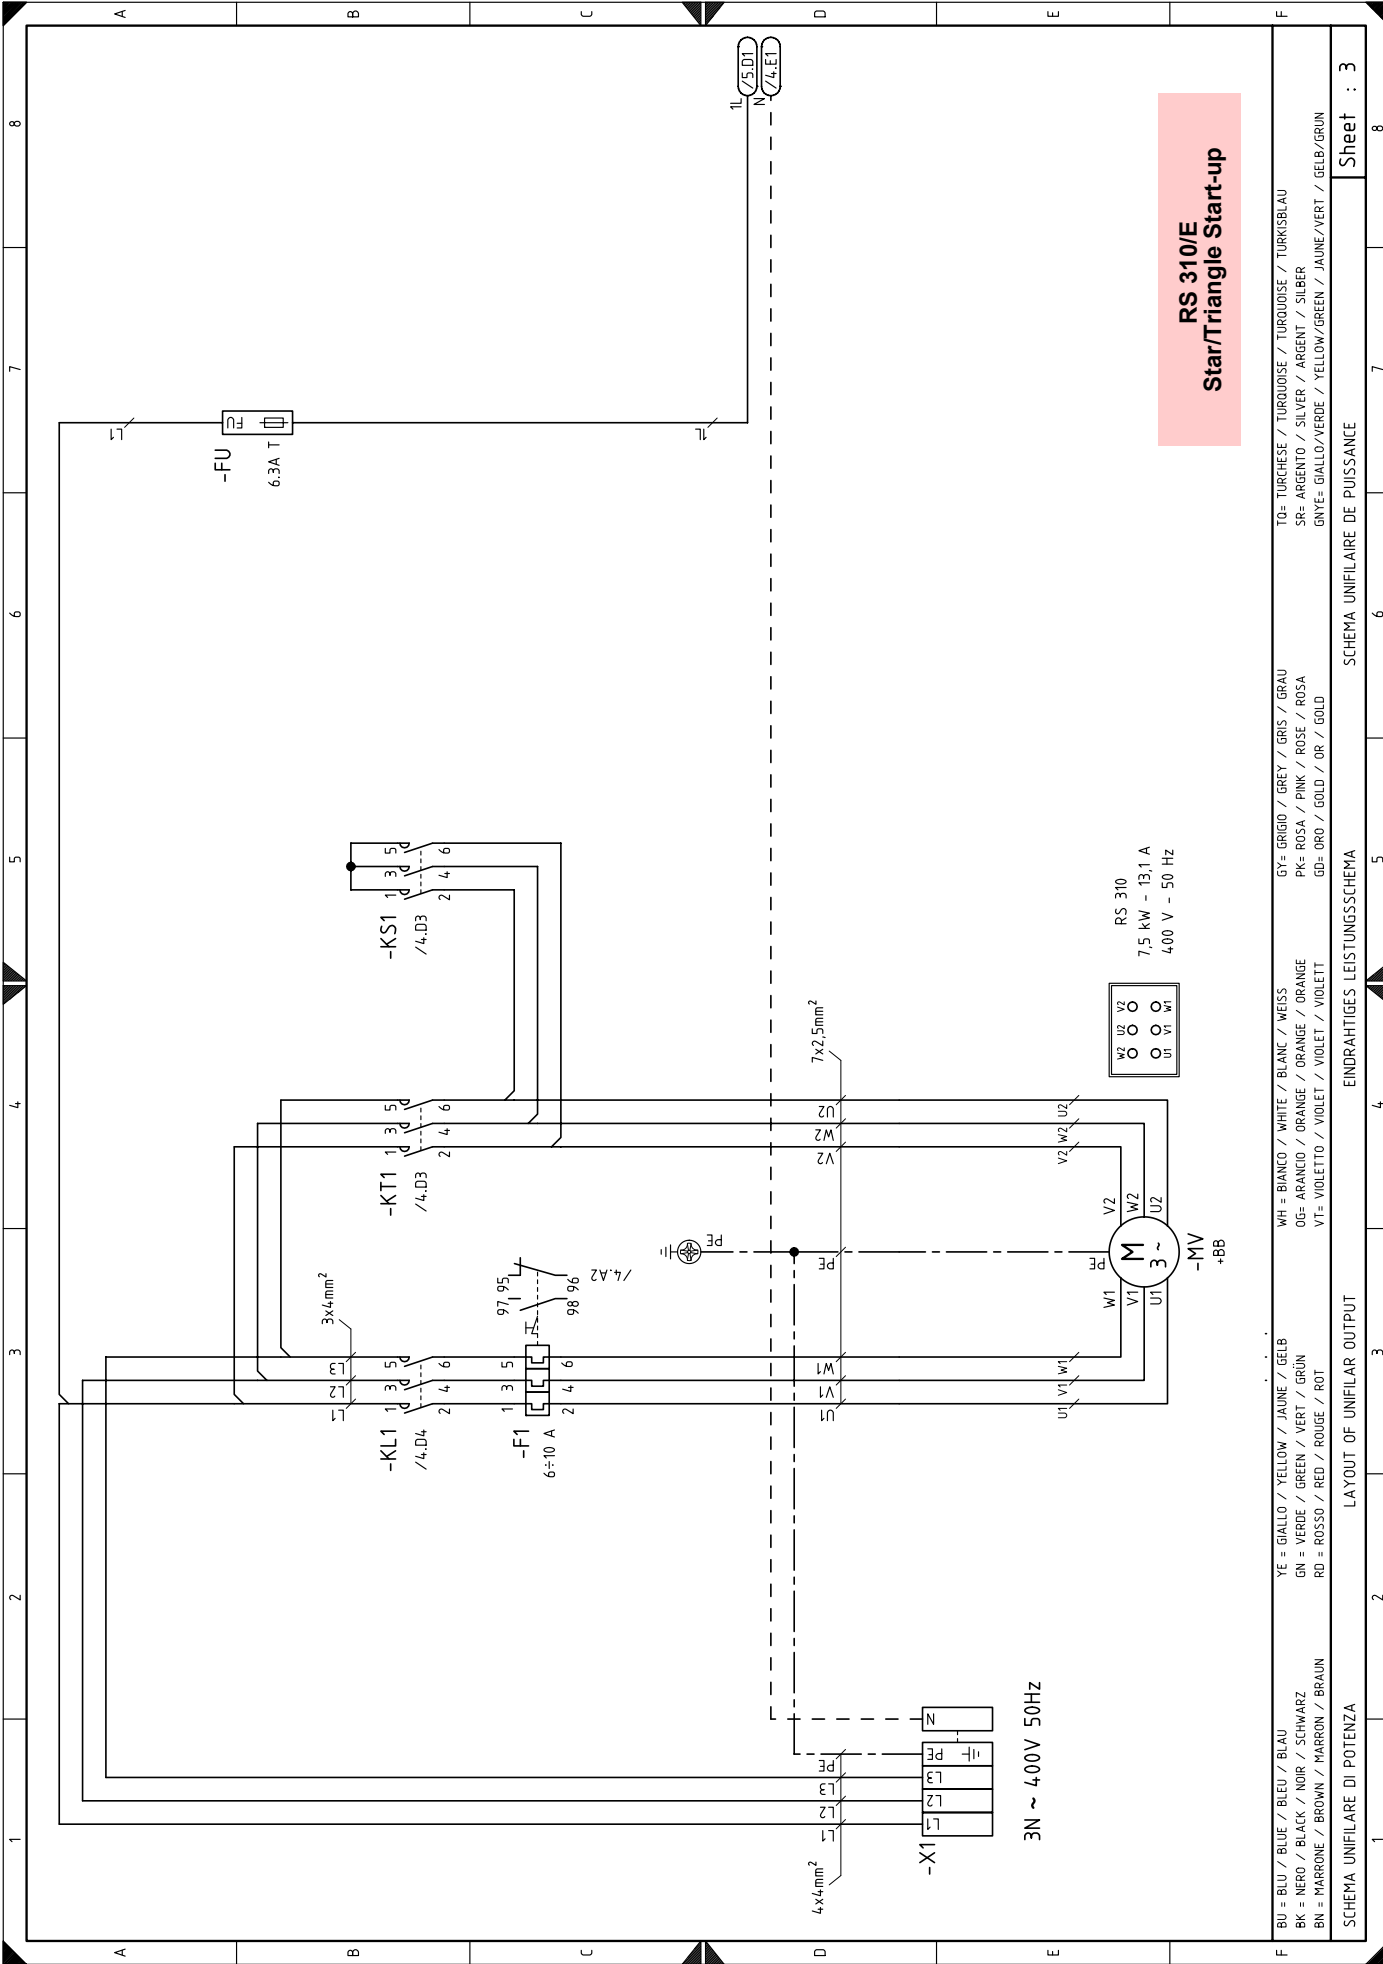 1 2 3 4 5 6 7 8
A
B
C
D
E
F
A
B
C
D
E
F
L1
-FU
FU
6.3A T
1L
1L /5.D1
N /4.E1
3x4mm²
L1 L2 L3
-KL1
/4.D4
1 3 5
2 4 6
-KT1
/4.D3
1 3 5
2 4 6
-KS1
/4.D3
1 3 5
2 4 6
-F1
6÷10 A
1 3 5
2 4 6
97 95
98 96
/4.A2
PE
4x4mm²
L1 L2 L3 PE
7x2,5mm²
U1 V1 W1 PE V2 W2 U2
-X1
L1 L2 L3 PE N
3N ~ 400V 50Hz
U1 V1 W1 V2 W2 U2
W1
V1
U1
PE
M
3 ~
V2
W2
U2
-MV
+BB
W2 U2 V2
U1 V1 W1
RS 310
7,5 kW - 13,1 A
400 V - 50 Hz
RS 310/E
Star/Triangle Start-up
BU = BLU / BLUE / BLEU / BLAU
BK = NERO / BLACK / NOIR / SCHWARZ
BN = MARRONE / BROWN / MARRON / BRAUN
YE = GIALLO / YELLOW / JAUNE / GELB
GN = VERDE / GREEN / VERT / GRÜN
RD = ROSSO / RED / ROUGE / ROT
WH = BIANCO / WHITE / BLANC / WEISS
OG= ARANCIO / ORANGE / ORANGE / ORANGE
VT= VIOLETTO / VIOLET / VIOLET / VIOLETT
GY= GRIGIO / GREY / GRIS / GRAU
PK= ROSA / PINK / ROSE / ROSA
GD= ORO / GOLD / OR / GOLD
TQ= TURCHESE / TURQUOISE / TURQUOISE / TURKISBLAU
SR= ARGENTO / SILVER / ARGENT / SILBER
GNYE= GIALLO/VERDE / YELLOW/GREEN / JAUNE/VERT / GELB/GRUN
SCHEMA UNIFILARE DI POTENZA LAYOUT OF UNIFILAR OUTPUT EINDRAHTIGES LEISTUNGSSCHEMA SCHEMA UNIFILAIRE DE PUISSANCE Sheet : 3
1 2 3 4 5 6 7 8